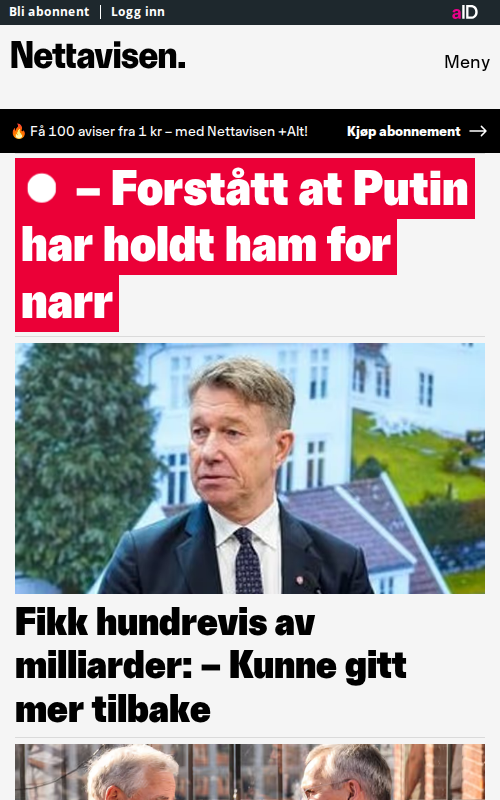 Bli abonnent | Logg inn aID
Nettavisen.
Meny
🔥 Få 100 aviser fra 1 kr – med Nettavisen +Alt! Kjøp abonnement →
– Forstått at Putin
har holdt ham for
narr
Fikk hundrevis av
milliarder: – Kunne gitt
mer tilbake